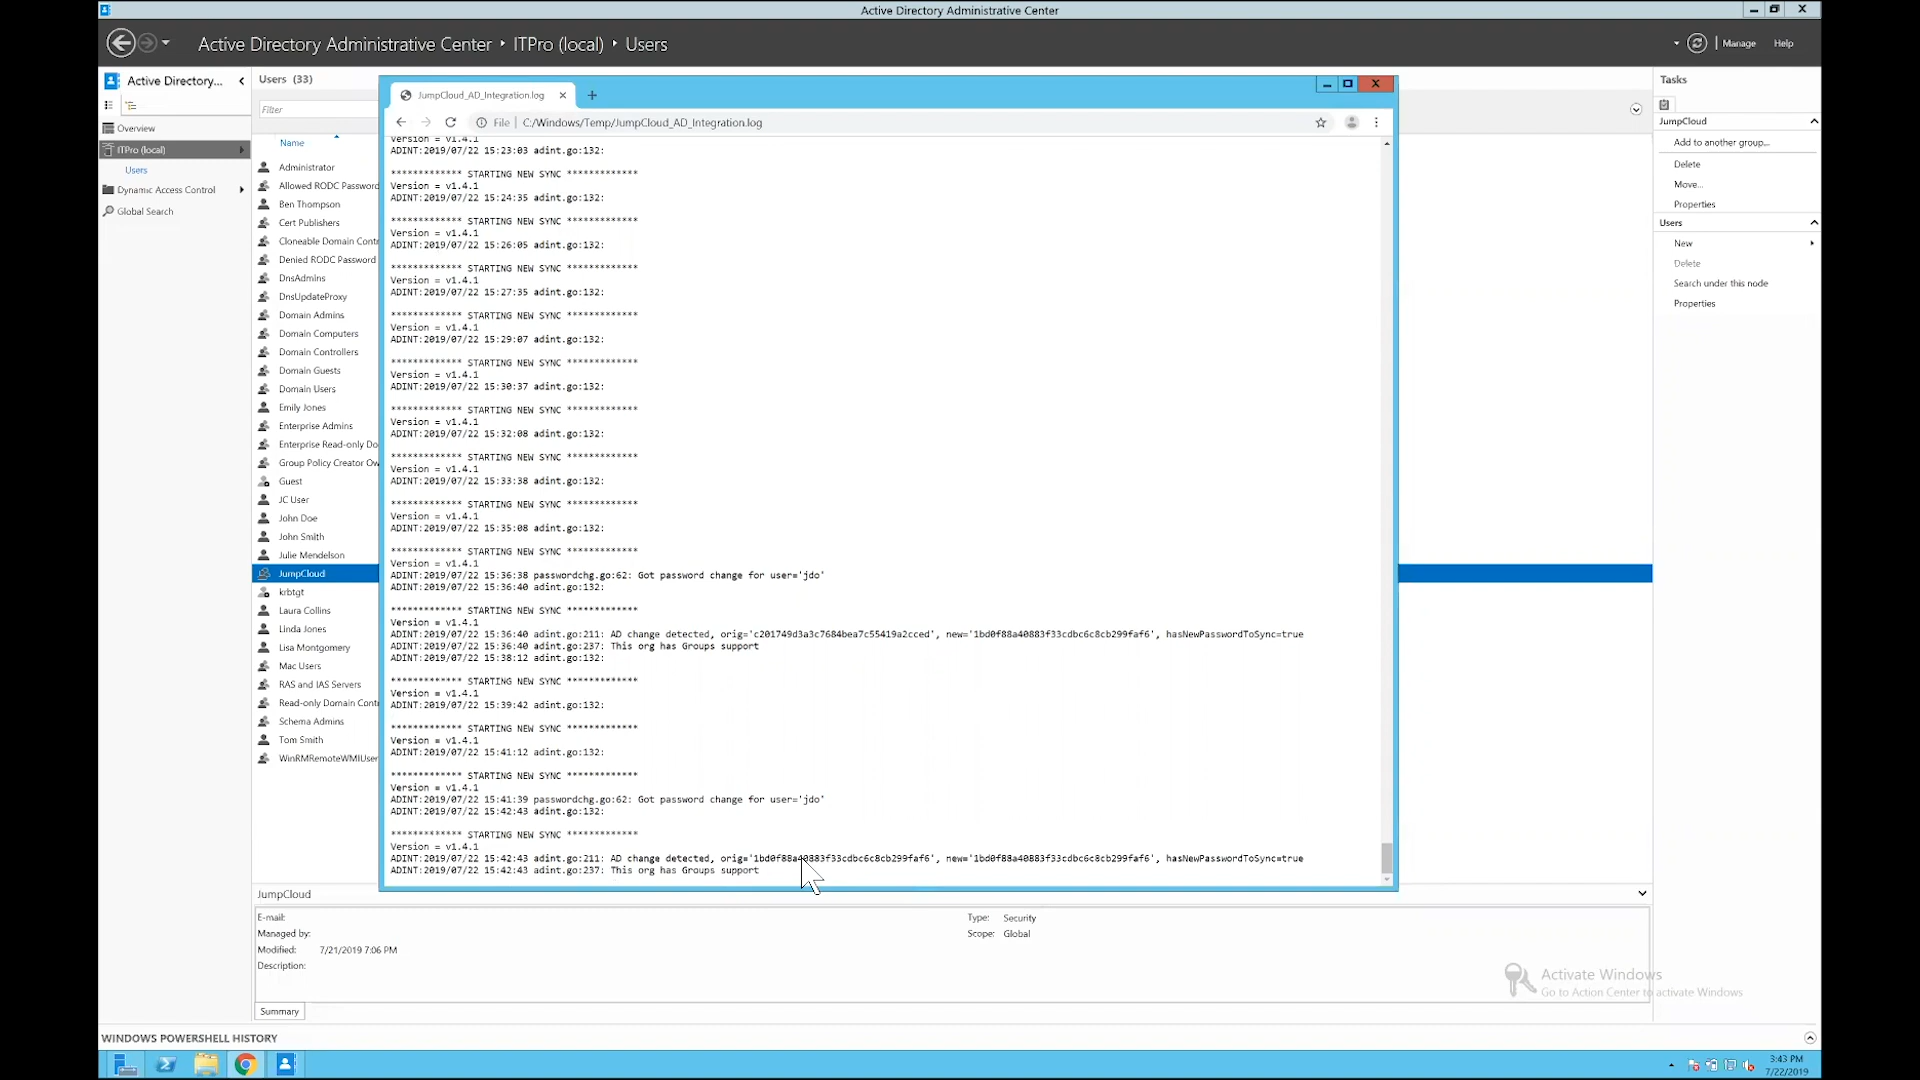 Active Directory Administrative Center
Active Directory Administrative Center • ITPro (local) • Users
Manage
Help
Active Directory...
Overview
ITPro (local)
Users
Dynamic Access Control
Global Search
Users (33)
Filter
Name
Administrator
Allowed RODC Password
Ben Thompson
Cert Publishers
Cloneable Domain Contr
Denied RODC Password
DnsAdmins
DnsUpdateProxy
Domain Admins
Domain Computers
Domain Controllers
Domain Guests
Domain Users
Emily Jones
Enterprise Admins
Enterprise Read-only Do
Group Policy Creator Ow
Guest
JC User
John Doe
John Smith
Julie Mendelson
JumpCloud
krbtgt
Laura Collins
Linda Jones
Lisa Montgomery
Mac Users
RAS and IAS Servers
Read-only Domain Contr
Schema Admins
Tom Smith
WinRMRemoteWMIUser
JumpCloud_AD_Integration.log
File | C:/Windows/Temp/JumpCloud_AD_Integration.log
Version = v1.4.1
ADINT:2019/07/22 15:23:03 adint.go:132:
************* STARTING NEW SYNC *************
Version = v1.4.1
ADINT:2019/07/22 15:24:35 adint.go:132:
************* STARTING NEW SYNC *************
Version = v1.4.1
ADINT:2019/07/22 15:26:05 adint.go:132:
************* STARTING NEW SYNC *************
Version = v1.4.1
ADINT:2019/07/22 15:27:35 adint.go:132:
************* STARTING NEW SYNC *************
Version = v1.4.1
ADINT:2019/07/22 15:29:07 adint.go:132:
************* STARTING NEW SYNC *************
Version = v1.4.1
ADINT:2019/07/22 15:30:37 adint.go:132:
************* STARTING NEW SYNC *************
Version = v1.4.1
ADINT:2019/07/22 15:32:08 adint.go:132:
************* STARTING NEW SYNC *************
Version = v1.4.1
ADINT:2019/07/22 15:33:38 adint.go:132:
************* STARTING NEW SYNC *************
Version = v1.4.1
ADINT:2019/07/22 15:35:08 adint.go:132:
************* STARTING NEW SYNC *************
Version = v1.4.1
ADINT:2019/07/22 15:36:38 passwordchg.go:62: Got password change for user='jdo'
ADINT:2019/07/22 15:36:40 adint.go:132:
************* STARTING NEW SYNC *************
Version = v1.4.1
ADINT:2019/07/22 15:36:40 adint.go:211: AD change detected, orig='c201749d3a3c7684bea7c55419a2cced', new='1bd0f88a40883f33cdbc6c8cb299faf6', hasNewPasswordToSync=true
ADINT:2019/07/22 15:36:40 adint.go:237: This org has Groups support
ADINT:2019/07/22 15:38:12 adint.go:132:
************* STARTING NEW SYNC *************
Version = v1.4.1
ADINT:2019/07/22 15:39:42 adint.go:132:
************* STARTING NEW SYNC *************
Version = v1.4.1
ADINT:2019/07/22 15:41:12 adint.go:132:
************* STARTING NEW SYNC *************
Version = v1.4.1
ADINT:2019/07/22 15:41:39 passwordchg.go:62: Got password change for user='jdo'
ADINT:2019/07/22 15:42:43 adint.go:132:
************* STARTING NEW SYNC *************
Version = v1.4.1
ADINT:2019/07/22 15:42:43 adint.go:211: AD change detected, orig='1bd0f88a40883f33cdbc6c8cb299faf6', new='1bd0f88a40883f33cdbc6c8cb299faf6', hasNewPasswordToSync=true
ADINT:2019/07/22 15:42:43 adint.go:237: This org has Groups support
Tasks
JumpCloud
Add to another group...
Delete
Move...
Properties
Users
New
Delete
Search under this node
Properties
JumpCloud
E-mail:
Managed by:
Modified: 7/21/2019 7:06 PM
Description:
Type: Security
Scope: Global
Summary
Activate Windows
Go to Action Center to activate Windows
WINDOWS POWERSHELL HISTORY
3:43 PM
7/22/2019